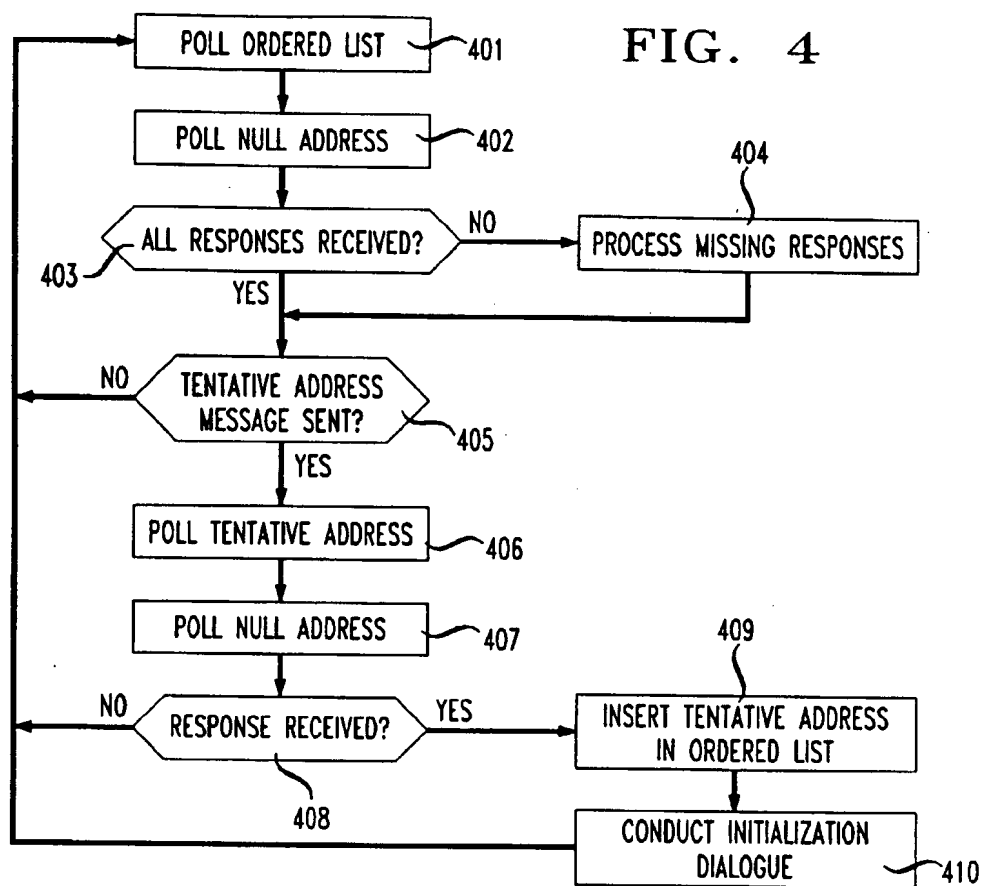 FIG. 4
POLL ORDERED LIST
401
POLL NULL ADDRESS
402
ALL RESPONSES RECEIVED?
403
NO
404
PROCESS MISSING RESPONSES
YES
NO
TENTATIVE ADDRESS
MESSAGE SENT?
405
YES
POLL TENTATIVE ADDRESS
406
POLL NULL ADDRESS
407
NO
RESPONSE RECEIVED?
YES
408
409
INSERT TENTATIVE ADDRESS
IN ORDERED LIST
CONDUCT INITIALIZATION
DIALOGUE
410